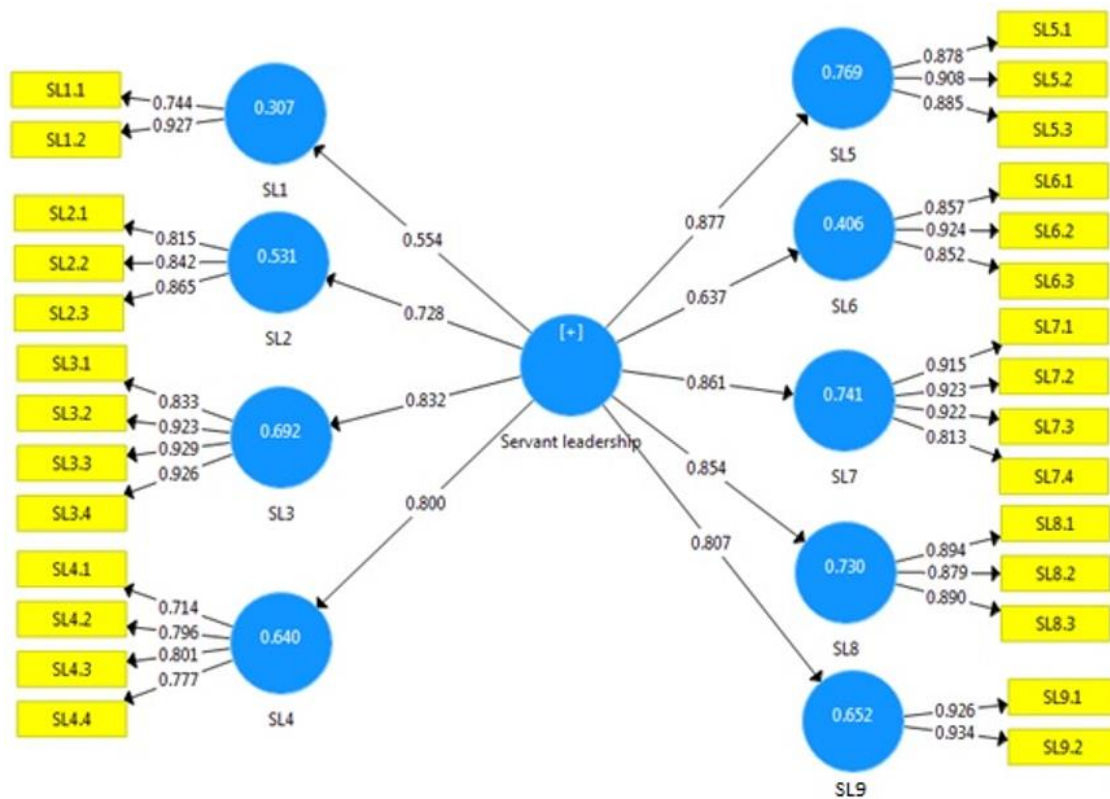 SL1.1
SL1.2
0.744
0.927
0.307
SL1
SL2.1
SL2.2
SL2.3
0.815
0.842
0.865
0.531
SL2
SL3.1
SL3.2
SL3.3
SL3.4
0.833
0.923
0.929
0.926
0.692
SL3
SL4.1
SL4.2
SL4.3
SL4.4
0.714
0.796
0.801
0.777
0.640
SL4
0.554
0.728
0.832
0.800
[+]
Servant leadership
0.877
0.637
0.861
0.854
0.807
0.769
SL5
0.878
0.908
0.885
SL5.1
SL5.2
SL5.3
0.406
SL6
0.857
0.924
0.852
SL6.1
SL6.2
SL6.3
0.741
SL7
0.915
0.923
0.922
0.813
SL7.1
SL7.2
SL7.3
SL7.4
0.730
SL8
0.894
0.879
0.890
SL8.1
SL8.2
SL8.3
0.652
SL9
0.926
0.934
SL9.1
SL9.2